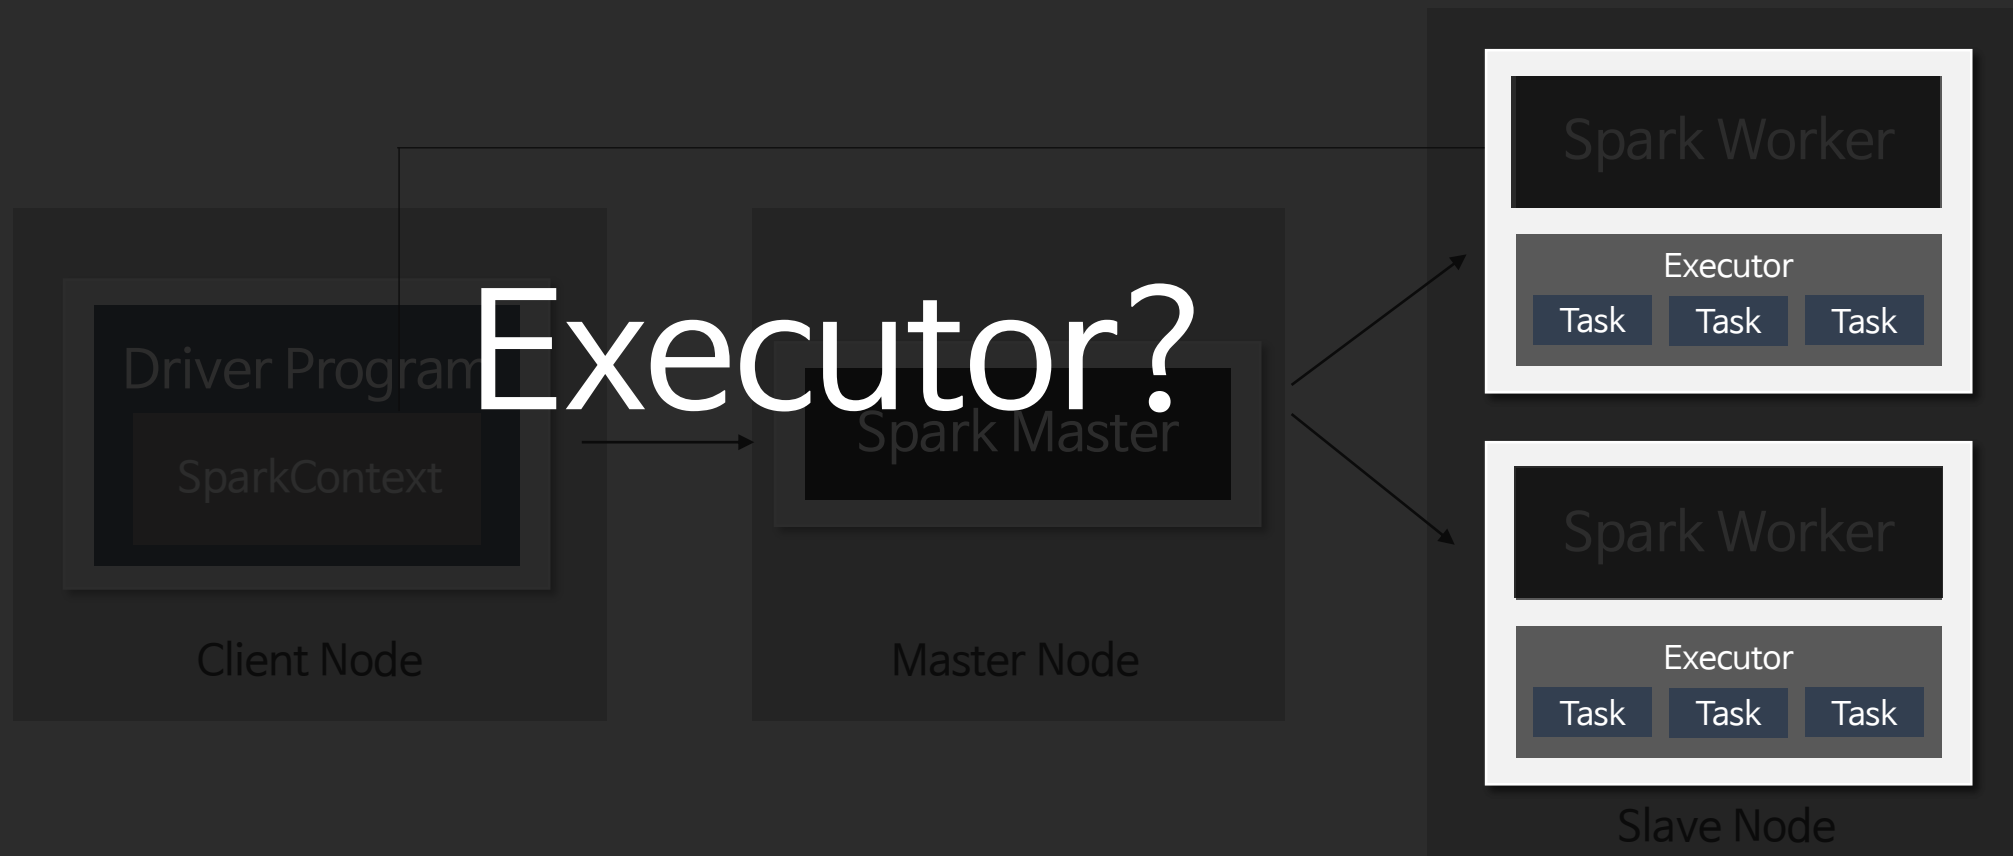 Executor?
Driver Program
SparkContext
Client Node
Spark Master
Master Node
Spark Worker
Executor
Task Task Task
Spark Worker
Executor
Task Task Task
Slave Node